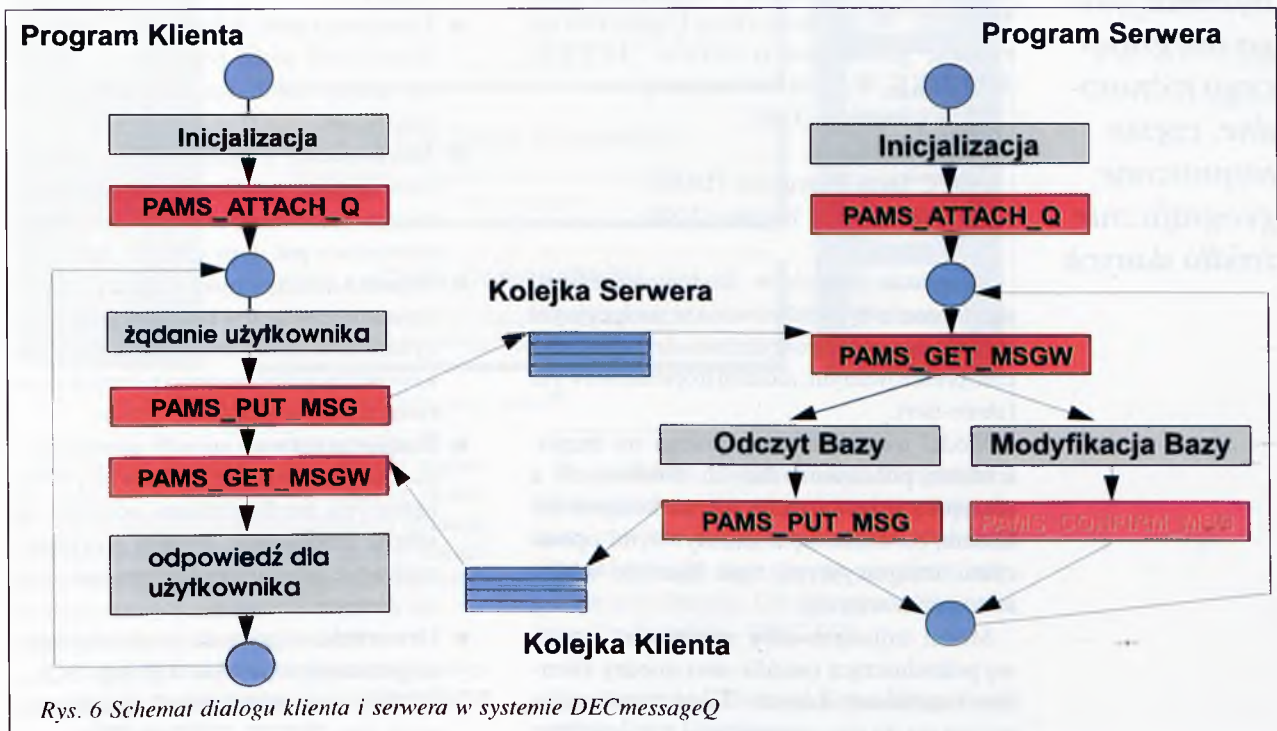 Program Klienta
Inicjalizacja
PAMS_ATTACH_Q
żądanie użytkownika
PAMS_PUT_MSG
PAMS_GET_MSGW
odpowiedź dla
użytkownika
Kolejka Serwera
Kolejka Klienta
Program Serwera
Inicjalizacja
PAMS_ATTACH_Q
PAMS_GET_MSGW
Odczyt Bazy
Modyfikacja Bazy
PAMS_PUT_MSG
PAMS_CONFIRM_MSG
Rys. 6 Schemat dialogu klienta i serwera w systemie DECmessageQ